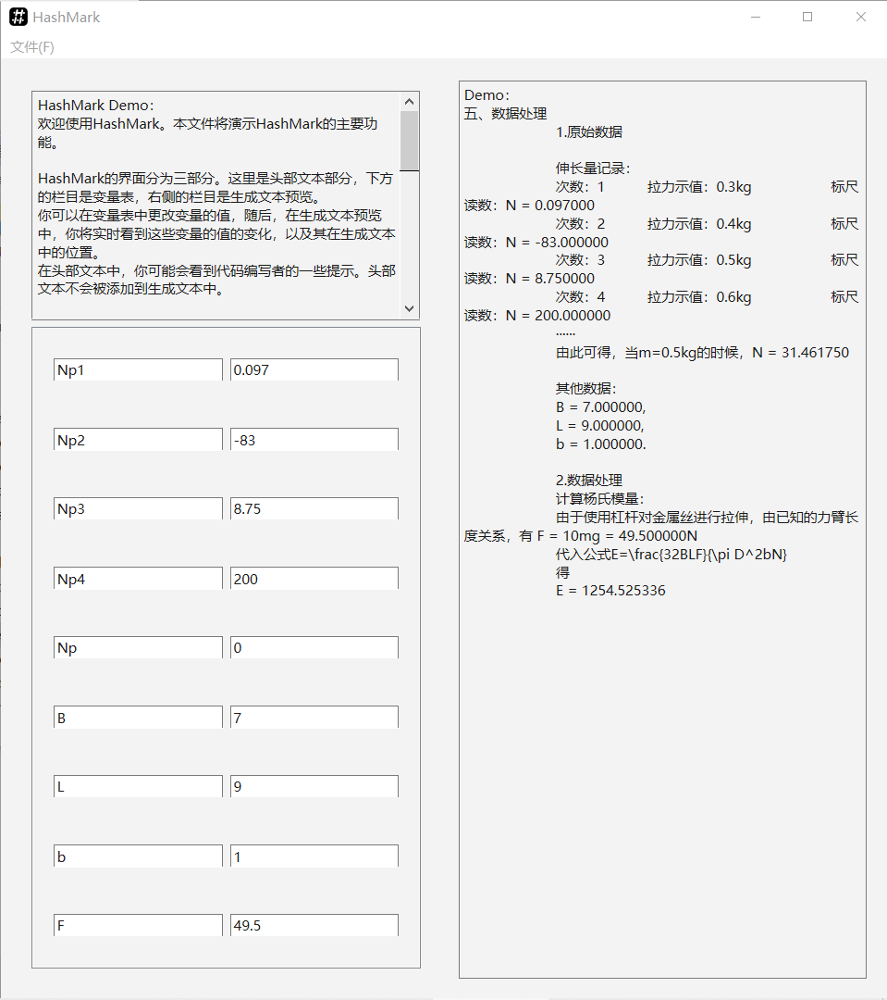 HashMark
文件(F)
HashMark Demo：
欢迎使用HashMark。本文件将演示HashMark的主要功
能。
HashMark的界面分为三部分。这里是头部文本部分，下方
的栏目是变量表，右侧的栏目是生成文本预览。
你可以在变量表中更改变量的值，随后，在生成文本预览
中，你将实时看到这些变量的值的变化，以及其在生成文本
中的位置。
在头部文本中，你可能会看到代码编写者的一些提示。头部
文本不会被添加到生成文本中。
Np1 0.097
Np2 -83
Np3 8.75
Np4 200
Np 0
B 7
L 9
b 1
F 49.5
Demo：
五、数据处理
1.原始数据
伸长量记录：
次数：1 拉力示值：0.3kg 标尺
读数：N = 0.097000
次数：2 拉力示值：0.4kg 标尺
读数：N = -83.000000
次数：3 拉力示值：0.5kg 标尺
读数：N = 8.750000
次数：4 拉力示值：0.6kg 标尺
读数：N = 200.000000
......
由此可得，当m=0.5kg的时候，N = 31.461750
其他数据：
B = 7.000000,
L = 9.000000,
b = 1.000000.
2.数据处理
计算杨氏模量：
由于使用杠杆对金属丝进行拉伸，由已知的力臂长
度关系，有 F = 10mg = 49.500000N
代入公式E=\frac{32BLF}{\pi D^2bN}
得
E = 1254.525336